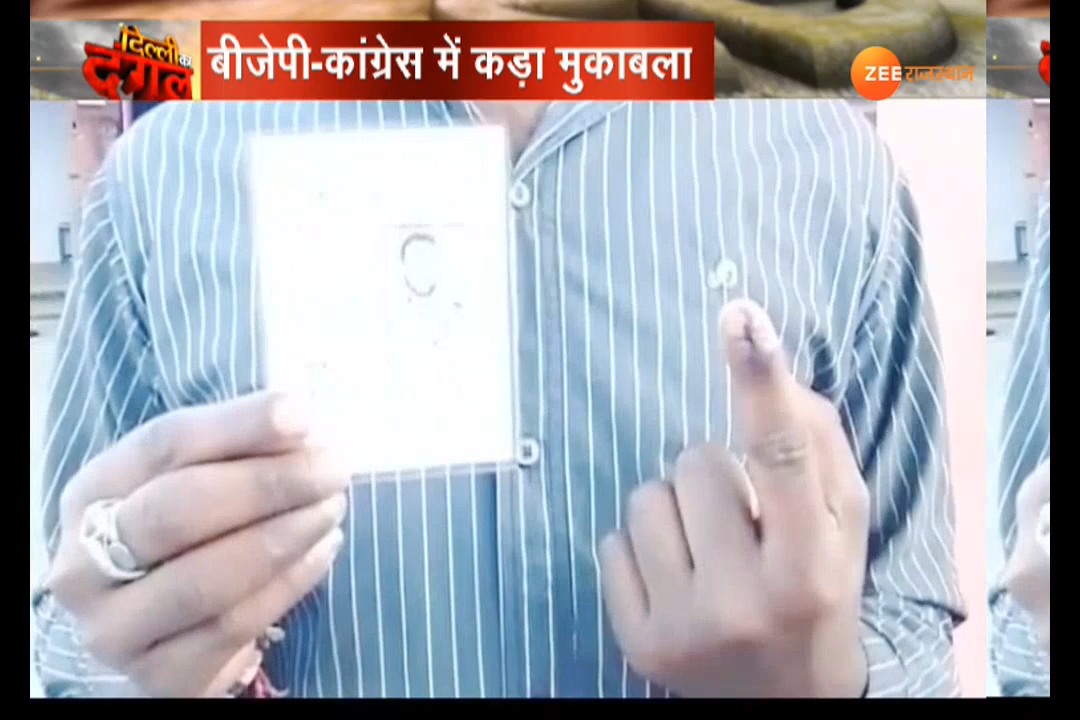 दिल्ली का
दंगल
बीजेपी-कांग्रेस में कड़ा मुकाबला
ZEE राजस्थान
S